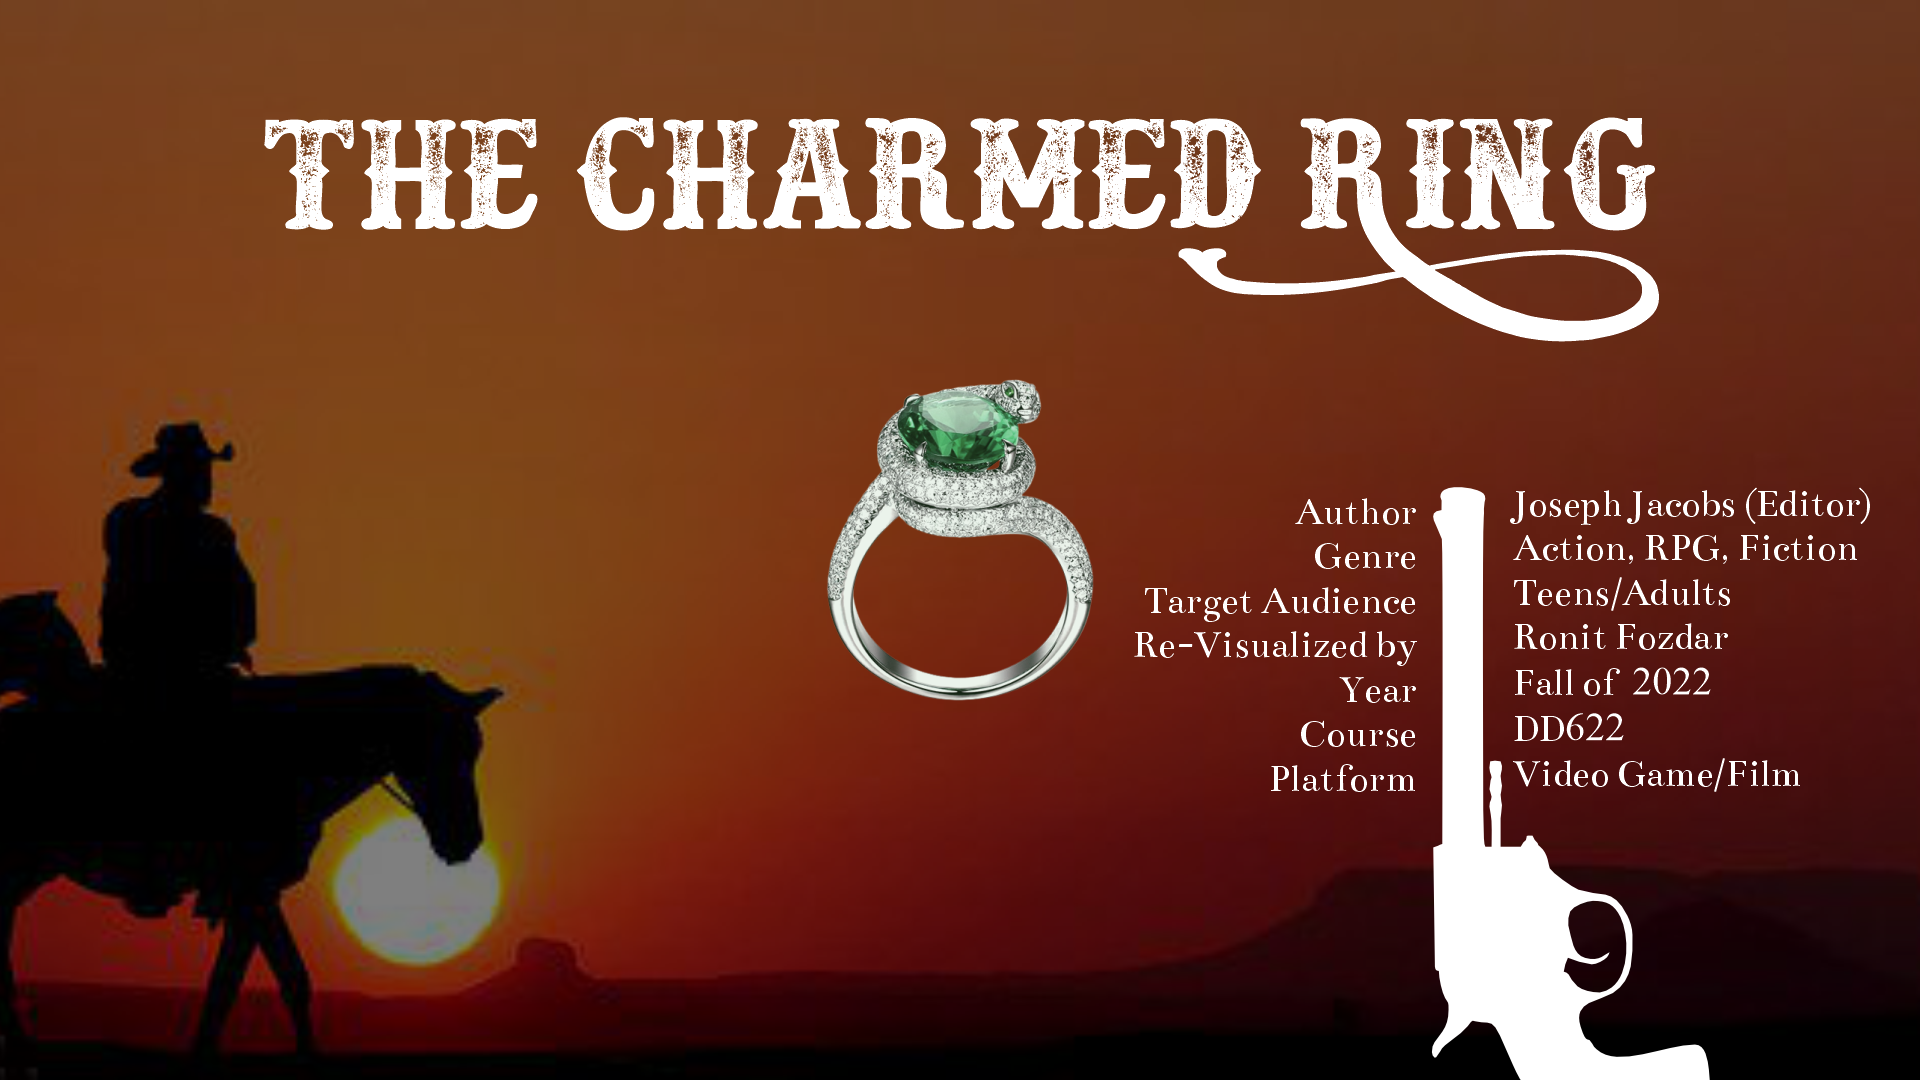 THE CHARMED RING
Author Joseph Jacobs (Editor)
Genre Action, RPG, Fiction
Target Audience Teens/Adults
Re-Visualized by Ronit Fozdar
Year Fall of 2022
Course DD622
Platform Video Game/Film